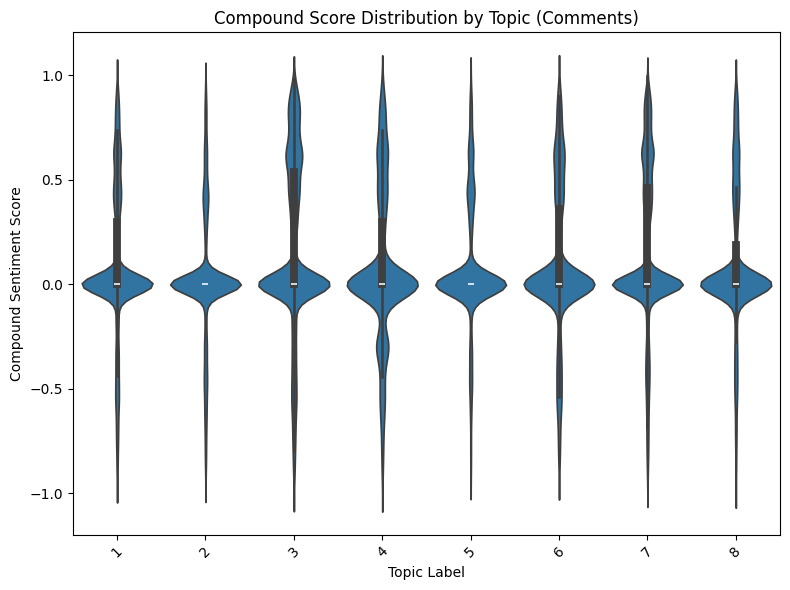 Compound Score Distribution by Topic (Comments)
Compound Sentiment Score
1.0
0.5
0.0
−0.5
−1.0
1 2 3 4 5 6 7 8
Topic Label